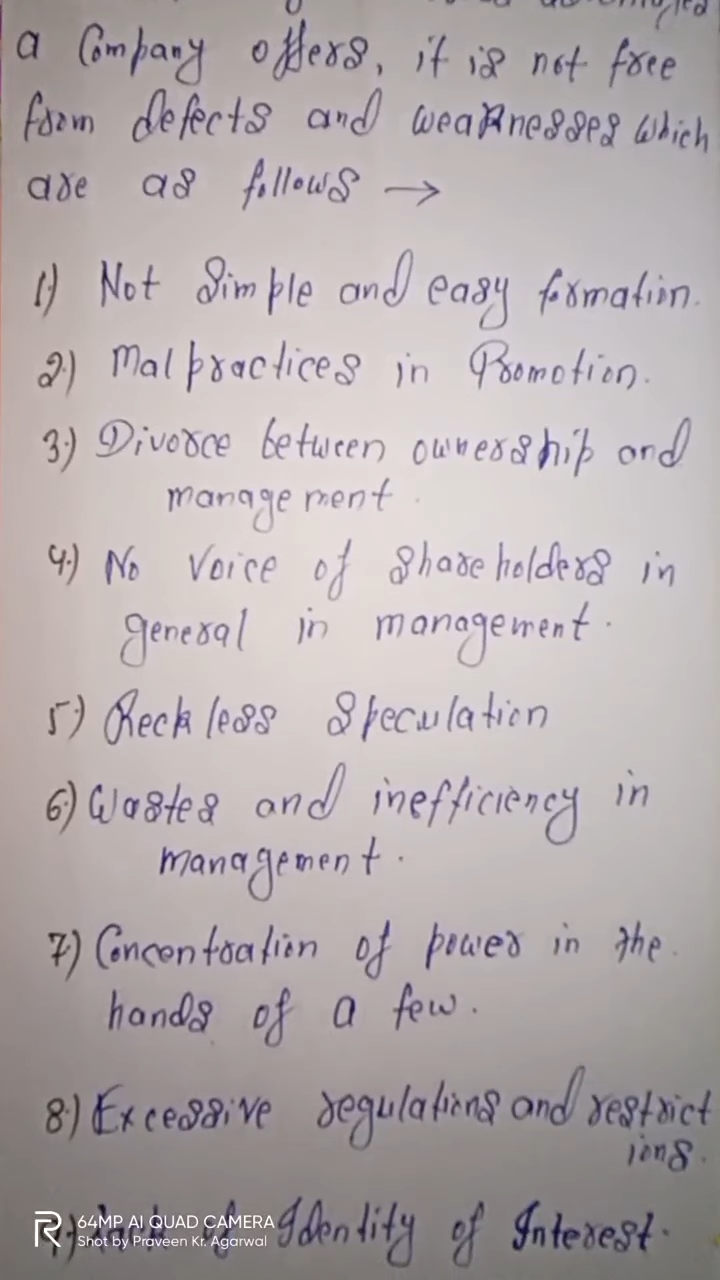 a Company offers, it is not free
from defects and weaknesses which
are as follows →
1.) Not Simple and easy formation.
2.) Malpractices in Promotion.
3.) Divorce between ownership and
management.
4.) No Voice of Shareholders in
general in management.
5.) Reckless Speculation
6.) Wastes and inefficiency in
management.
7.) Concentration of power in the
hands of a few.
8.) Excessive regulations and restrict
ions.
of Identity of Interest.
64MP AI QUAD CAMERA
Shot by Praveen Kr. Agarwal